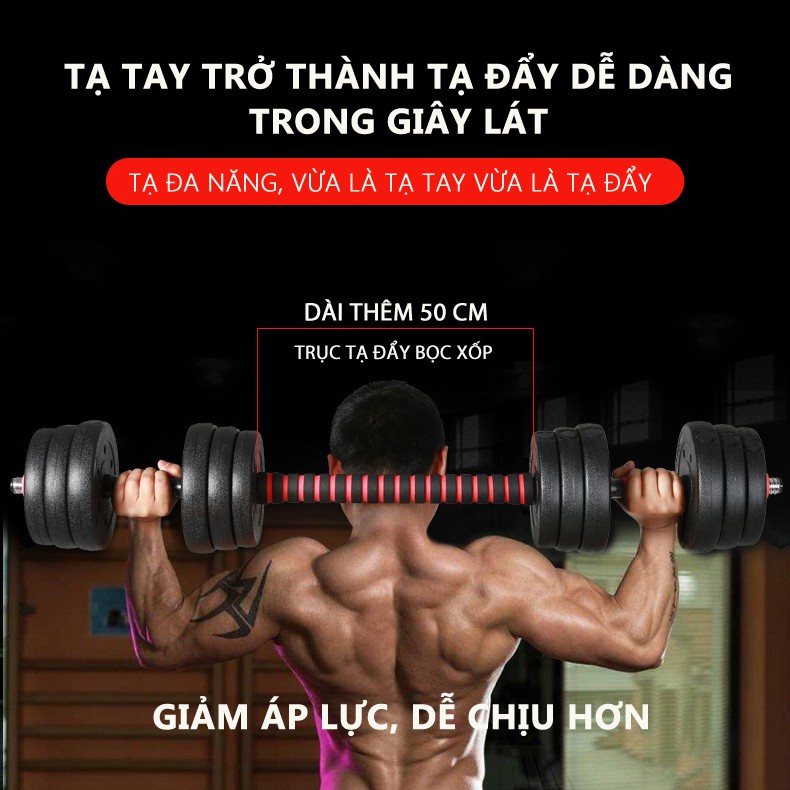 TẠ TAY TRỞ THÀNH TẠ ĐẨY DỄ DÀNG
TRONG GIÂY LÁT
TẠ ĐA NĂNG, VỪA LÀ TẠ TAY VỪA LÀ TẠ ĐẨY
DÀI THÊM 50 CM
TRỤC TẠ ĐẨY BỌC XỐP
GIẢM ÁP LỰC, DỄ CHỊU HƠN